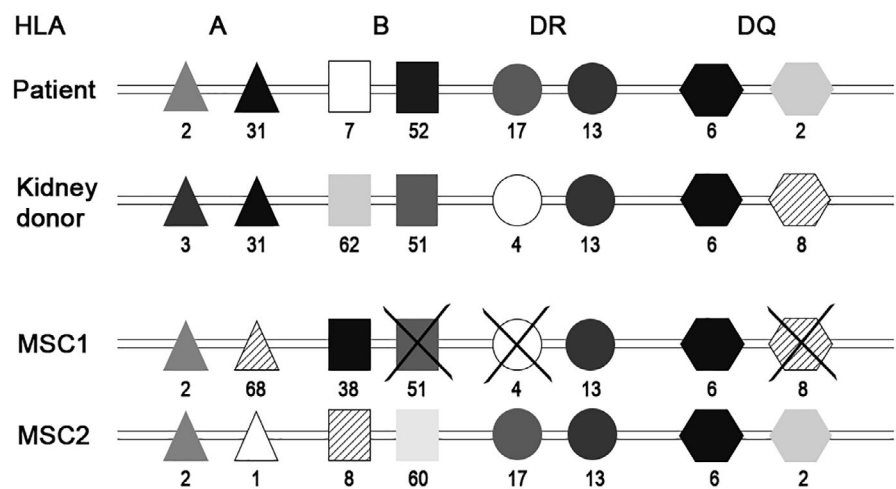 HLA A B DR DQ
Patient
2 31 7 52 17 13 6 2
Kidney
donor
3 31 62 51 4 13 6 8
MSC1
2 68 38 51 4 13 6 8
MSC2
2 1 8 60 17 13 6 2